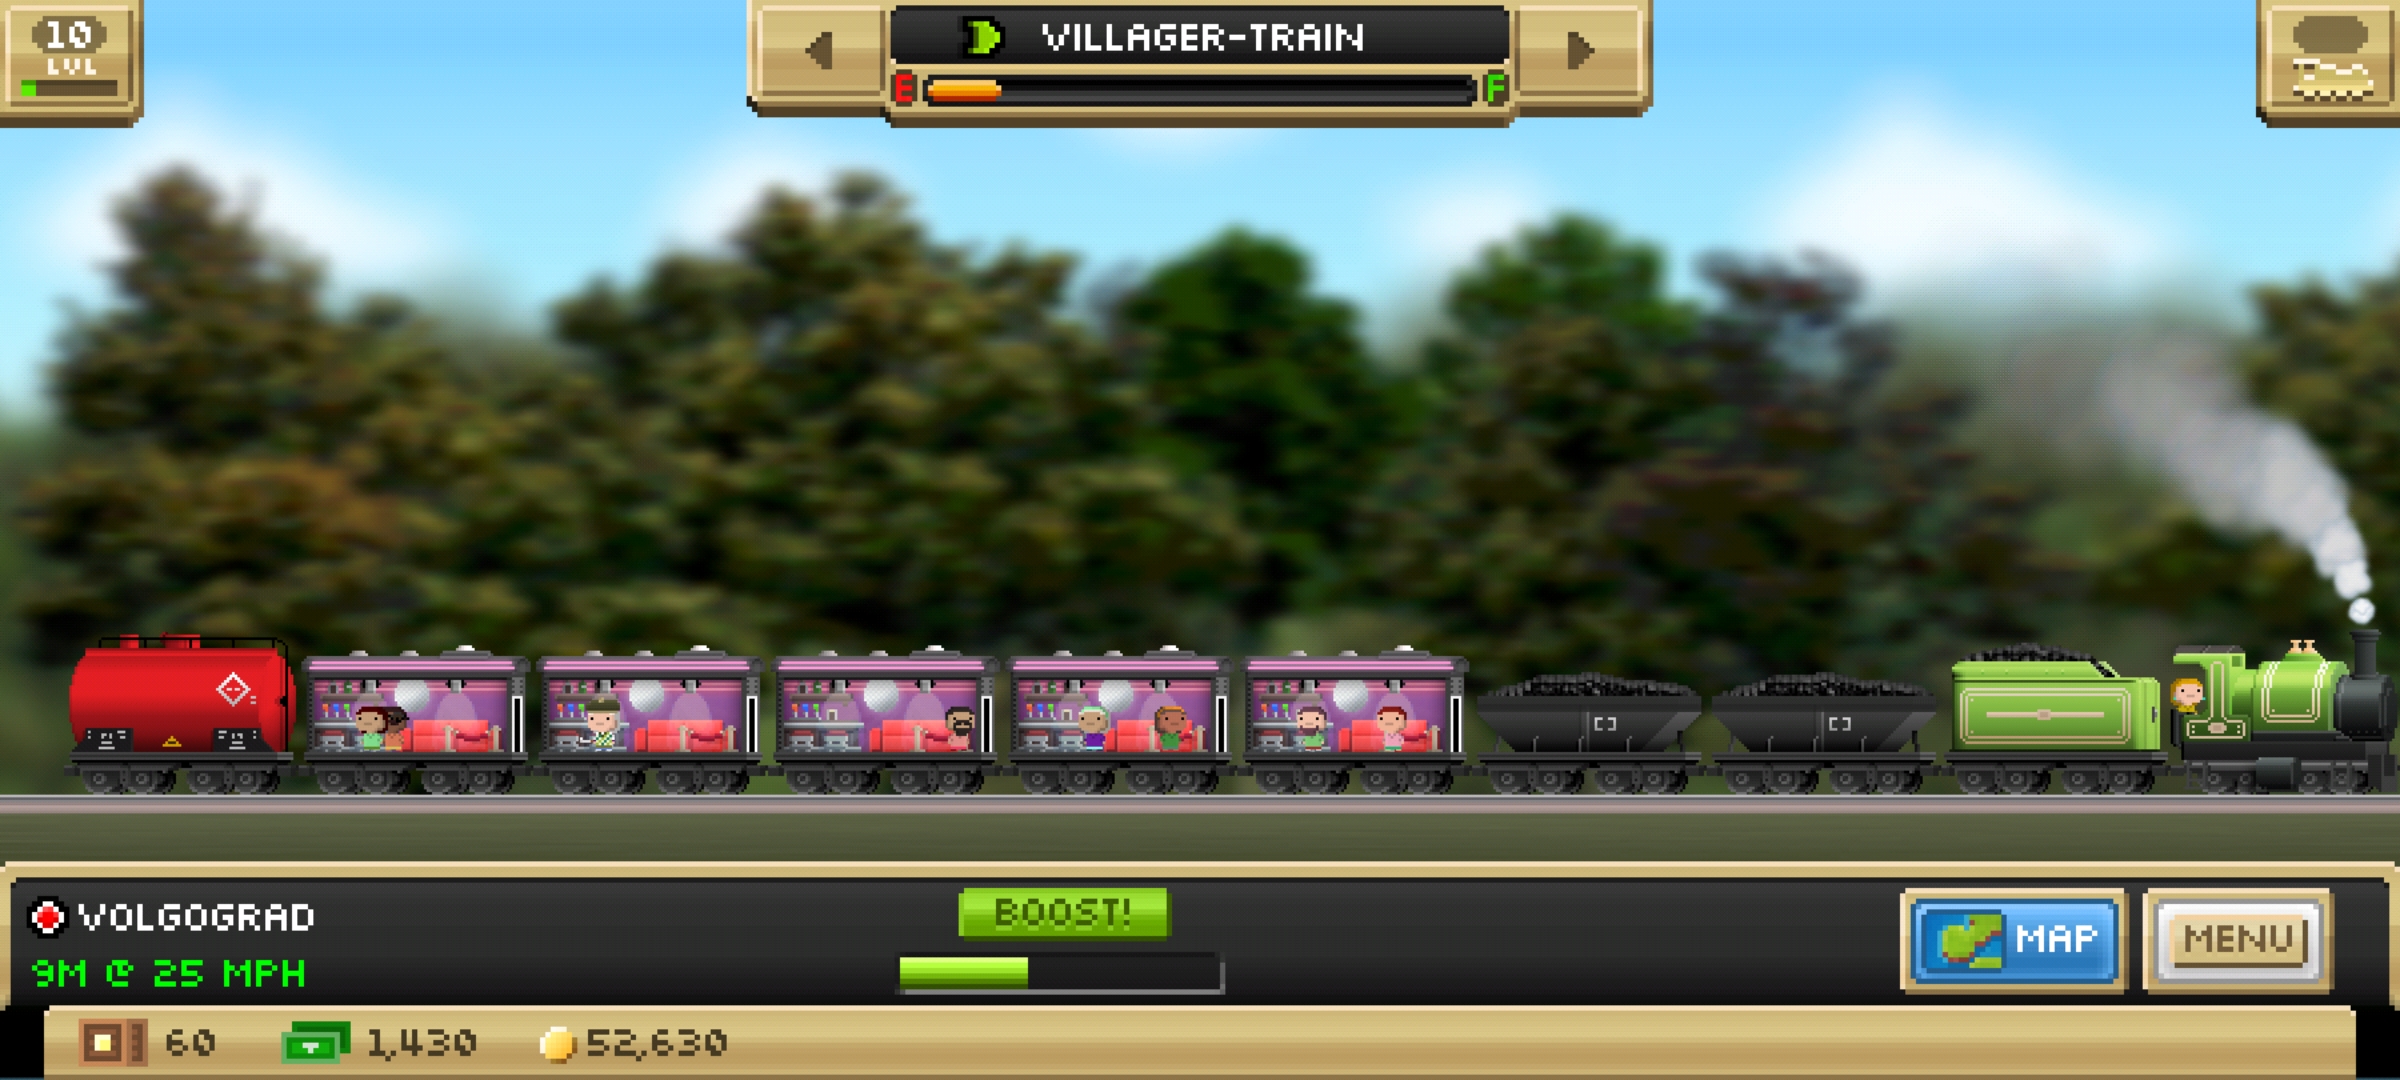 10
LVL
VILLAGER-TRAIN
E F
VOLGOGRAD
9M @ 25 MPH
BOOST!
MAP
MENU
60
1,430
52,630